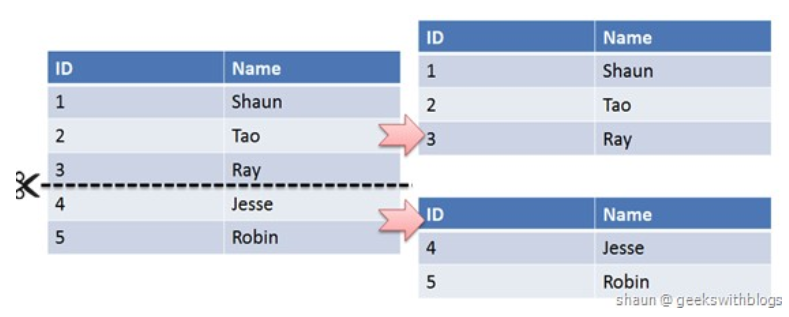 ID Name
1 Shaun
2 Tao
3 Ray
4 Jesse
5 Robin
ID Name
1 Shaun
2 Tao
3 Ray
ID Name
4 Jesse
5 Robin
shaun @ geekswithblogs